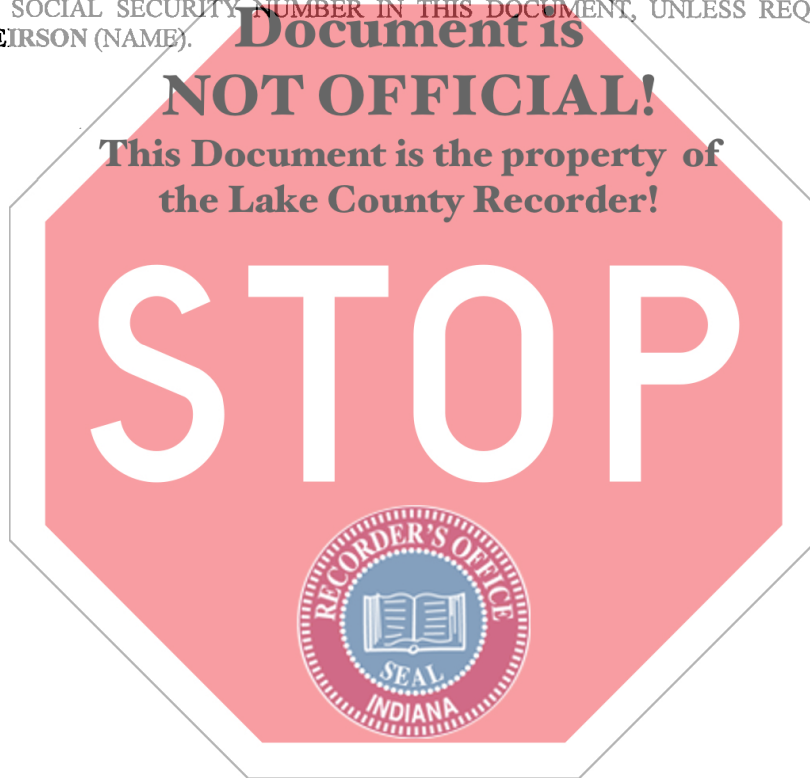 SOCIAL SECURITY NUMBER IN THIS DOCUMENT, UNLESS REQ
EIRSON (NAME).
Document is
NOT OFFICIAL!
This Document is the property of
the Lake County Recorder!
STOP
RECORDER'S OFFICE
SEAL
INDIANA